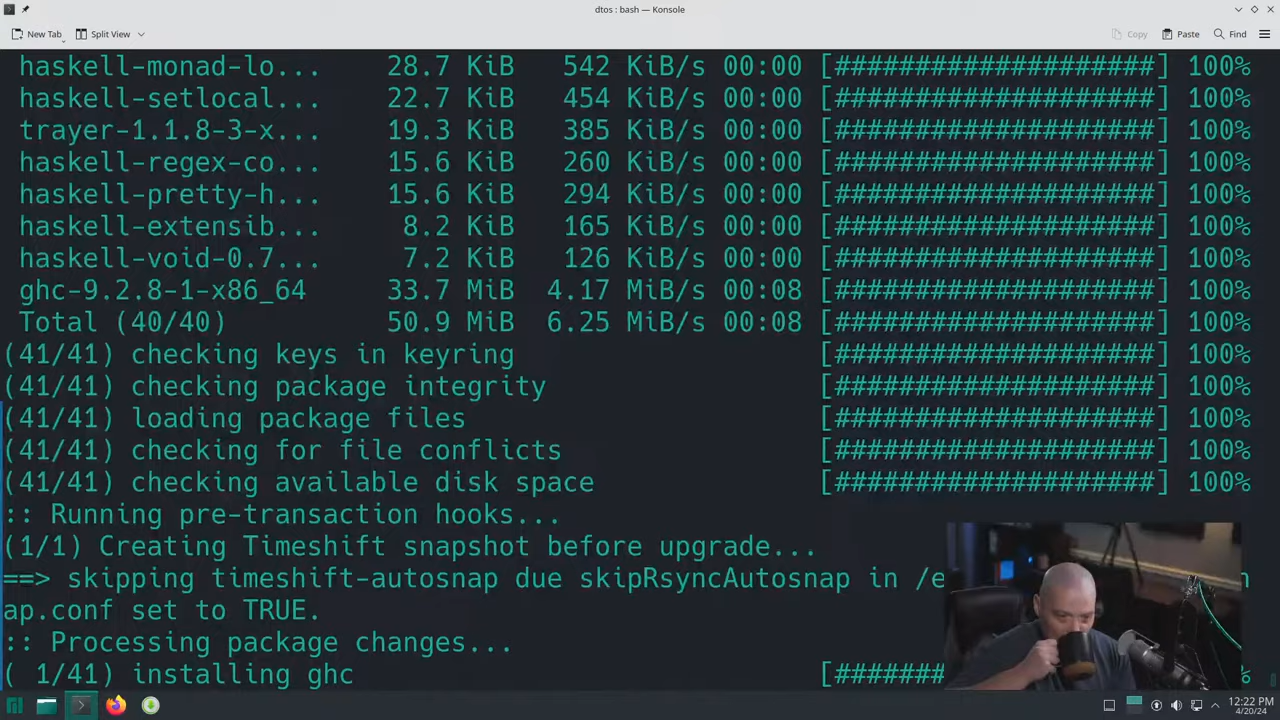 dtos : bash — Konsole
New Tab Split View Copy Paste Find
haskell-monad-lo... 28.7 KiB 542 KiB/s 00:00 [####################] 100%
haskell-setlocal... 22.7 KiB 454 KiB/s 00:00 [####################] 100%
trayer-1.1.8-3-x... 19.3 KiB 385 KiB/s 00:00 [####################] 100%
haskell-regex-co... 15.6 KiB 260 KiB/s 00:00 [####################] 100%
haskell-pretty-h... 15.6 KiB 294 KiB/s 00:00 [####################] 100%
haskell-extensib... 8.2 KiB 165 KiB/s 00:00 [####################] 100%
haskell-void-0.7... 7.2 KiB 126 KiB/s 00:00 [####################] 100%
ghc-9.2.8-1-x86_64 33.7 MiB 4.17 MiB/s 00:08 [####################] 100%
Total (40/40) 50.9 MiB 6.25 MiB/s 00:08 [####################] 100%
(41/41) checking keys in keyring [####################] 100%
(41/41) checking package integrity [####################] 100%
(41/41) loading package files [####################] 100%
(41/41) checking for file conflicts [####################] 100%
(41/41) checking available disk space [####################] 100%
:: Running pre-transaction hooks...
(1/1) Creating Timeshift snapshot before upgrade...
==> skipping timeshift-autosnap due skipRsyncAutosnap in /e
ap.conf set to TRUE.
:: Processing package changes...
( 1/41) installing ghc [#######
12:22 PM
4/20/24